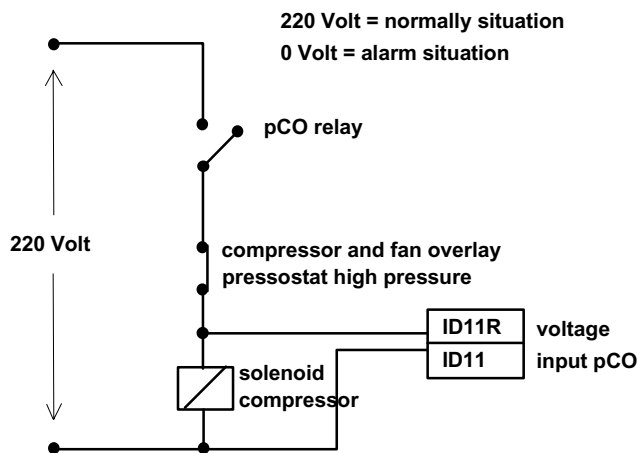 220 Volt = normally situation
0 Volt = alarm situation
pCO relay
220 Volt
compressor and fan overlay
pressostat high pressure
ID11R
voltage
ID11
input pCO
solenoid
compressor